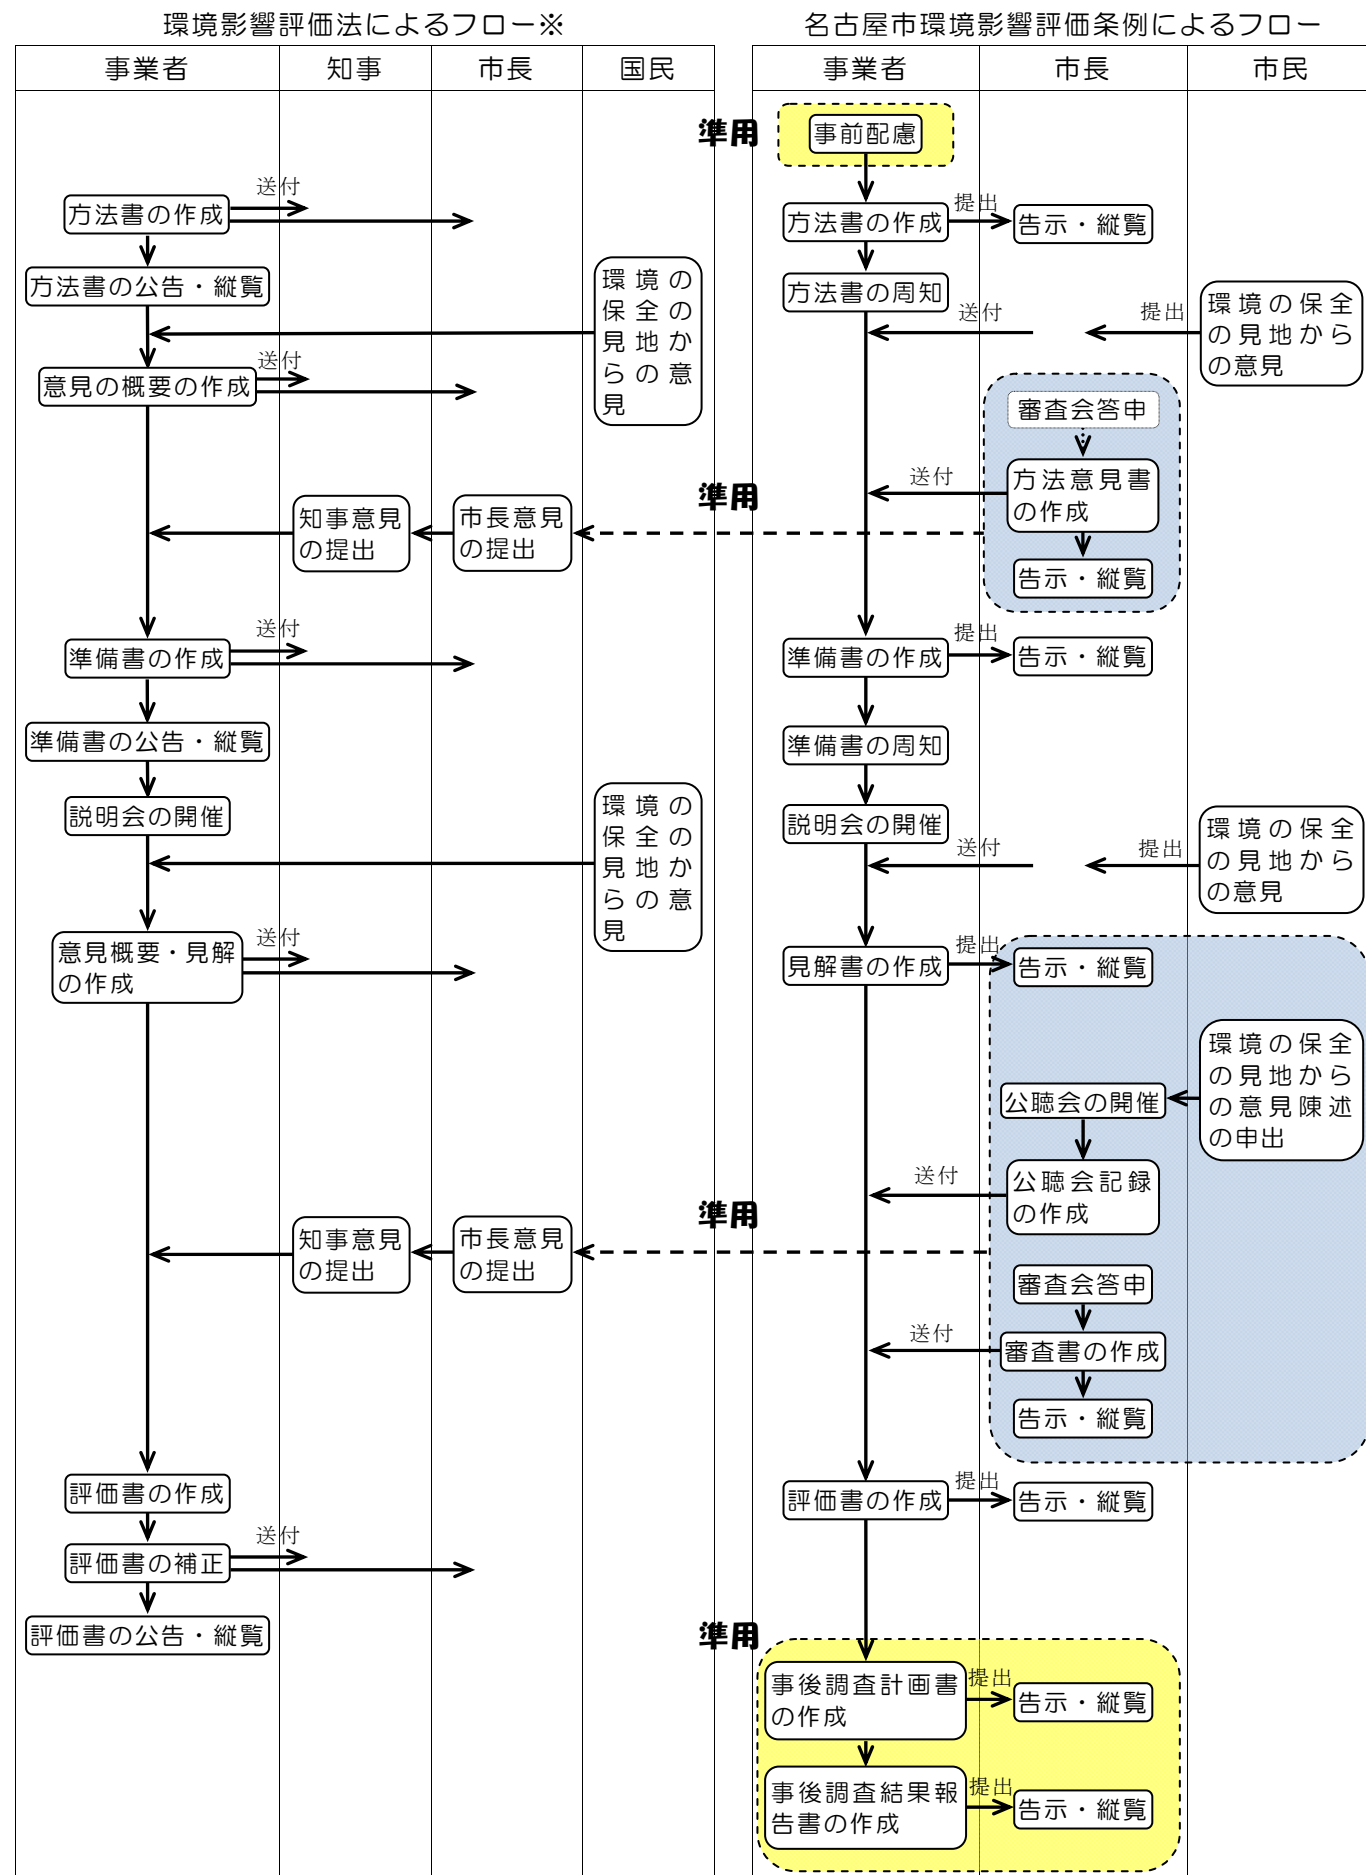 環境影響評価法によるフロー※
事業者
知事
市長
国民
送付
方法書の作成
方法書の公告・縦覧
環境の
保全の
見地か
らの意
見
送付
意見の概要の作成
知事意見
の提出
市長意見
の提出
送付
準備書の作成
準備書の公告・縦覧
説明会の開催
環境の
保全の
見地か
らの意
見
送付
意見概要・見解
の作成
知事意見
の提出
市長意見
の提出
評価書の作成
送付
評価書の補正
評価書の公告・縦覧
名古屋市環境影響評価条例によるフロー
事業者
市長
市民
準用
事前配慮
提出
方法書の作成
告示・縦覧
方法書の周知
送付
提出
環境の保全
の見地から
の意見
審査会答申
準用
送付
方法意見書
の作成
告示・縦覧
提出
準備書の作成
告示・縦覧
準備書の周知
説明会の開催
送付
提出
環境の保全
の見地から
の意見
提出
見解書の作成
告示・縦覧
環境の保全
の見地から
の意見陳述
の申出
公聴会の開催
送付
公聴会記録
の作成
準用
審査会答申
送付
審査書の作成
告示・縦覧
提出
評価書の作成
告示・縦覧
準用
事後調査計画書
の作成
提出
告示・縦覧
事後調査結果報
告書の作成
提出
告示・縦覧